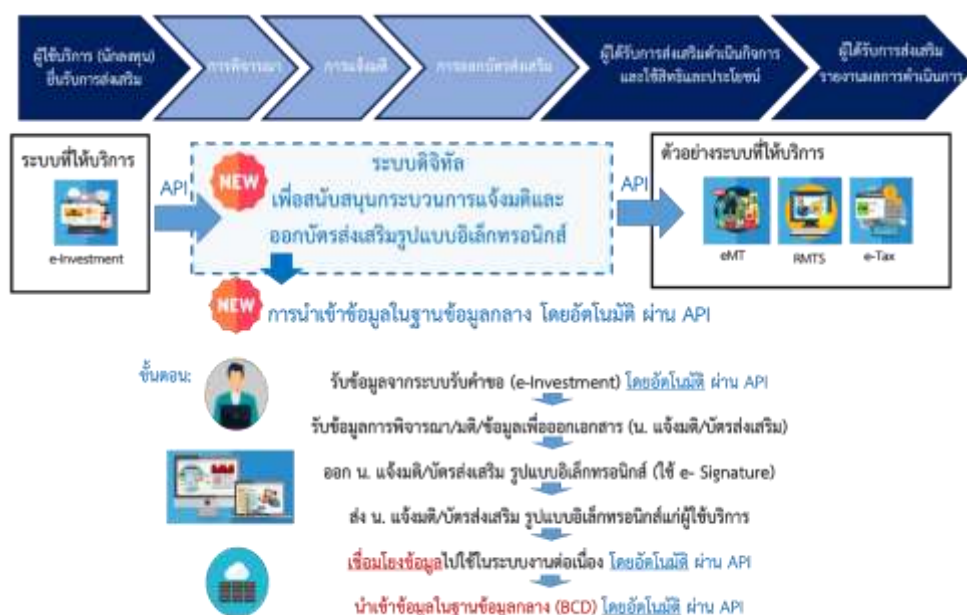 ผู้ใช้บริการ (นักลงทุน)
ยื่นรับการส่งเสริม
การพิจารณา
การแจ้งมติ
การออกบัตรส่งเสริม
ผู้ได้รับการส่งเสริมดำเนินกิจการ
และใช้สิทธิและประโยชน์
ผู้ได้รับการส่งเสริม
รายงานผลการดำเนินการ
ระบบที่ให้บริการ
e-Investment
API
NEW
ระบบดิจิทัล
เพื่อสนับสนุนกระบวนการแจ้งมติและ
ออกบัตรส่งเสริมรูปแบบอิเล็กทรอนิกส์
API
ตัวอย่างระบบที่ให้บริการ
eMT
RMTS
e-Tax
NEW
การนำเข้าข้อมูลในฐานข้อมูลกลาง โดยอัตโนมัติ ผ่าน API
ขั้นตอน:
รับข้อมูลจากระบบรับคำขอ (e-Investment) โดยอัตโนมัติ ผ่าน API
รับข้อมูลการพิจารณา/มติ/ข้อมูลเพื่อออกเอกสาร (น. แจ้งมติ/บัตรส่งเสริม)
ออก น. แจ้งมติ/บัตรส่งเสริม รูปแบบอิเล็กทรอนิกส์ (ใช้ e- Signature)
ส่ง น. แจ้งมติ/บัตรส่งเสริม รูปแบบอิเล็กทรอนิกส์แก่ผู้ใช้บริการ
เชื่อมโยงข้อมูลไปใช้ในระบบงานต่อเนื่อง โดยอัตโนมัติ ผ่าน API
นำเข้าข้อมูลในฐานข้อมูลกลาง (BCD) โดยอัตโนมัติ ผ่าน API